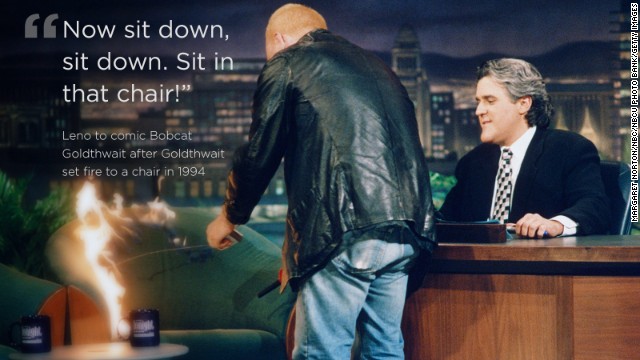 “Now sit down,
sit down. Sit in
that chair!”
Leno to comic Bobcat
Goldthwait after Goldthwait
set fire to a chair in 1994
MARGARET NORTON/NBC/NBCU PHOTO BANK/GETTY IMAGES